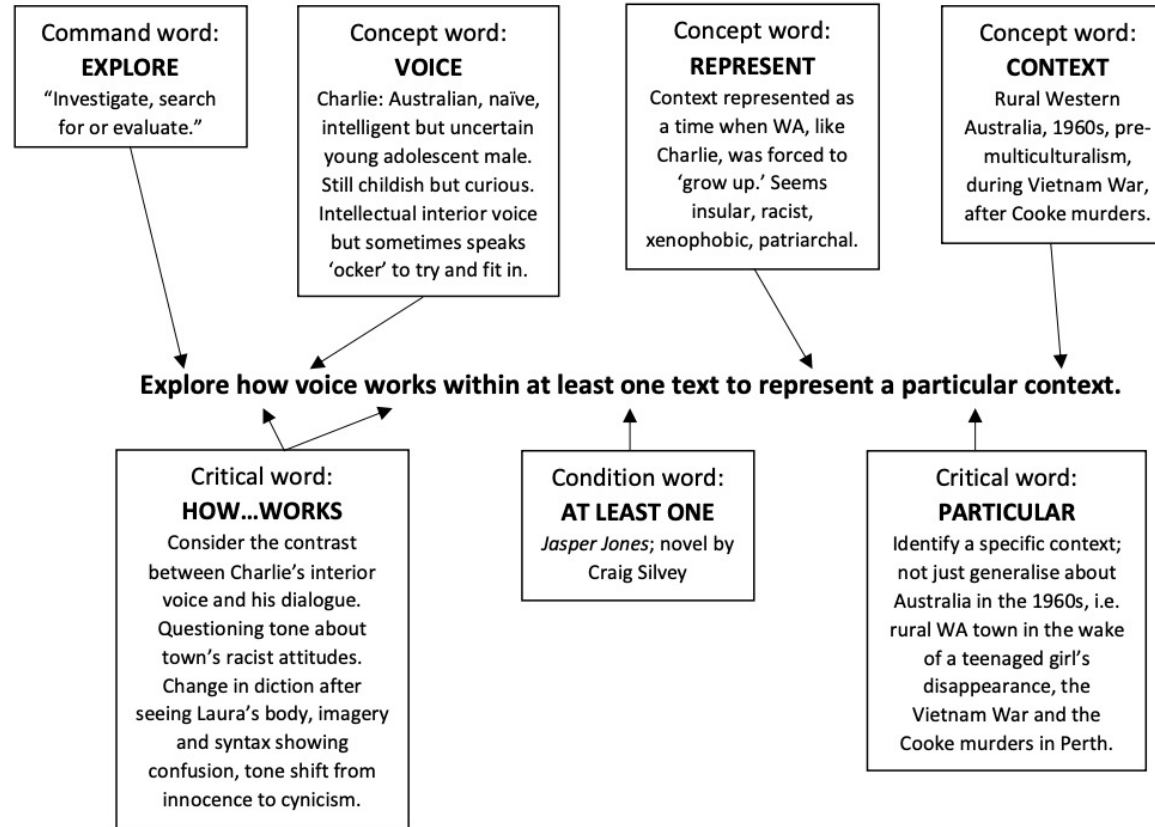 Command word:
EXPLORE
“Investigate, search
for or evaluate.”
Concept word:
VOICE
Charlie: Australian, naïve,
intelligent but uncertain
young adolescent male.
Still childish but curious.
Intellectual interior voice
but sometimes speaks
‘ocker’ to try and fit in.
Concept word:
REPRESENT
Context represented as
a time when WA, like
Charlie, was forced to
‘grow up.’ Seems
insular, racist,
xenophobic, patriarchal.
Concept word:
CONTEXT
Rural Western
Australia, 1960s, pre-
multiculturalism,
during Vietnam War,
after Cooke murders.
Explore how voice works within at least one text to represent a particular context.
Critical word:
HOW...WORKS
Consider the contrast
between Charlie’s interior
voice and his dialogue.
Questioning tone about
town’s racist attitudes.
Change in diction after
seeing Laura’s body, imagery
and syntax showing
confusion, tone shift from
innocence to cynicism.
Condition word:
AT LEAST ONE
Jasper Jones; novel by
Craig Silvey
Critical word:
PARTICULAR
Identify a specific context;
not just generalise about
Australia in the 1960s, i.e.
rural WA town in the wake
of a teenaged girl’s
disappearance, the
Vietnam War and the
Cooke murders in Perth.